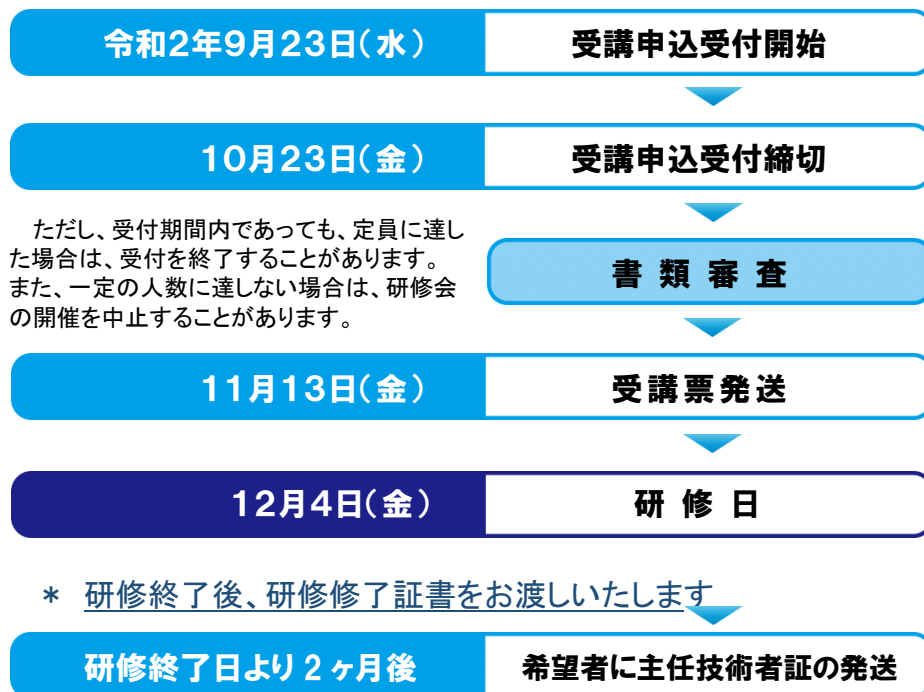 令和2年9月23日(水)
受講申込受付開始
10月23日(金)
受講申込受付締切
ただし、受付期間内であっても、定員に達し
た場合は、受付を終了することがあります。
また、一定の人数に達しない場合は、研修会
の開催を中止することがあります。
書類審査
11月13日(金)
受講票発送
12月4日(金)
研修日
* 研修終了後、研修修了証書をお渡しいたします
研修終了日より2ヶ月後
希望者に主任技術者証の発送